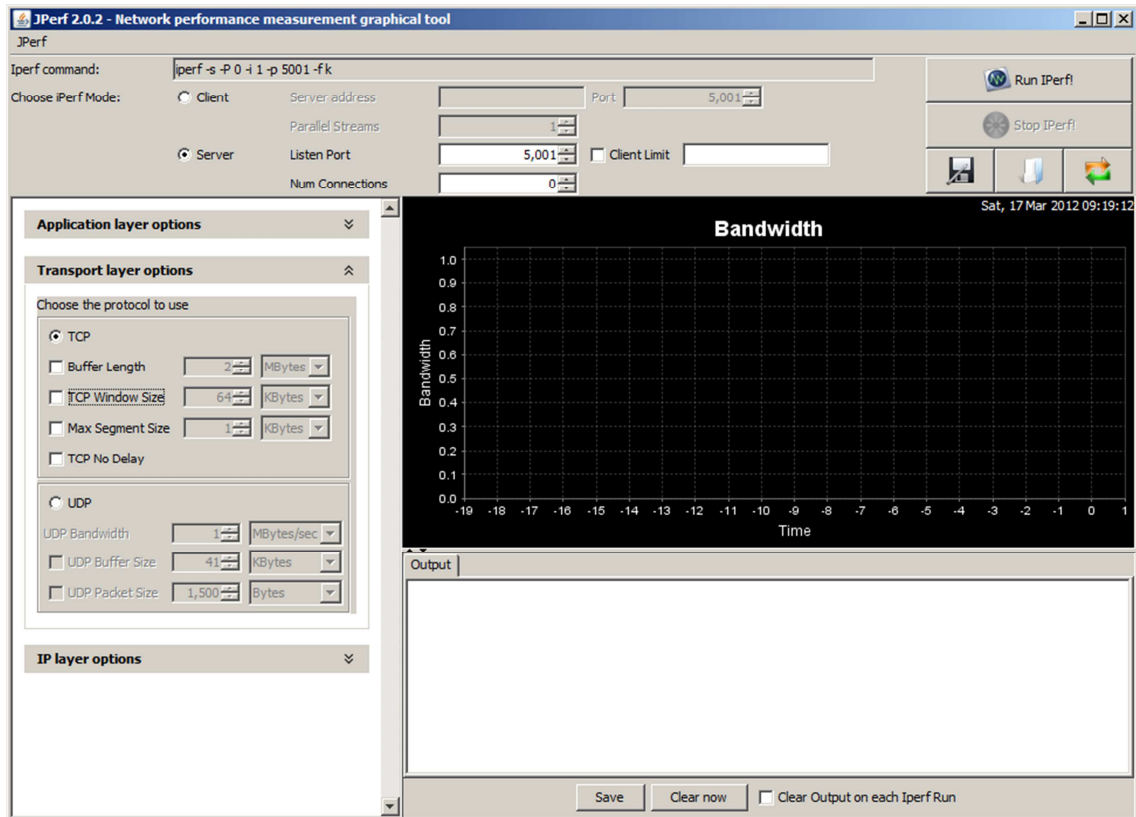 JPerf 2.0.2 - Network performance measurement graphical tool
JPerf
Iperf command: iperf -s -P 0 -i 1 -p 5001 -f k
Choose iPerf Mode: Client Server address Port 5,001
Parallel Streams 1
Server Listen Port 5,001 Client Limit
Num Connections 0
Run IPerf!
Stop IPerf!
Application layer options
Transport layer options
Choose the protocol to use
TCP
Buffer Length 2 MBytes
TCP Window Size 64 KBytes
Max Segment Size 1 KBytes
TCP No Delay
UDP
UDP Bandwidth 1 MBytes/sec
UDP Buffer Size 41 KBytes
UDP Packet Size 1,500 Bytes
IP layer options
Sat, 17 Mar 2012 09:19:12
Bandwidth
Bandwidth
1.0
0.9
0.8
0.7
0.6
0.5
0.4
0.3
0.2
0.1
0.0
-19 -18 -17 -16 -15 -14 -13 -12 -11 -10 -9 -8 -7 -6 -5 -4 -3 -2 -1 0 1
Time
Output
Save Clear now Clear Output on each Iperf Run